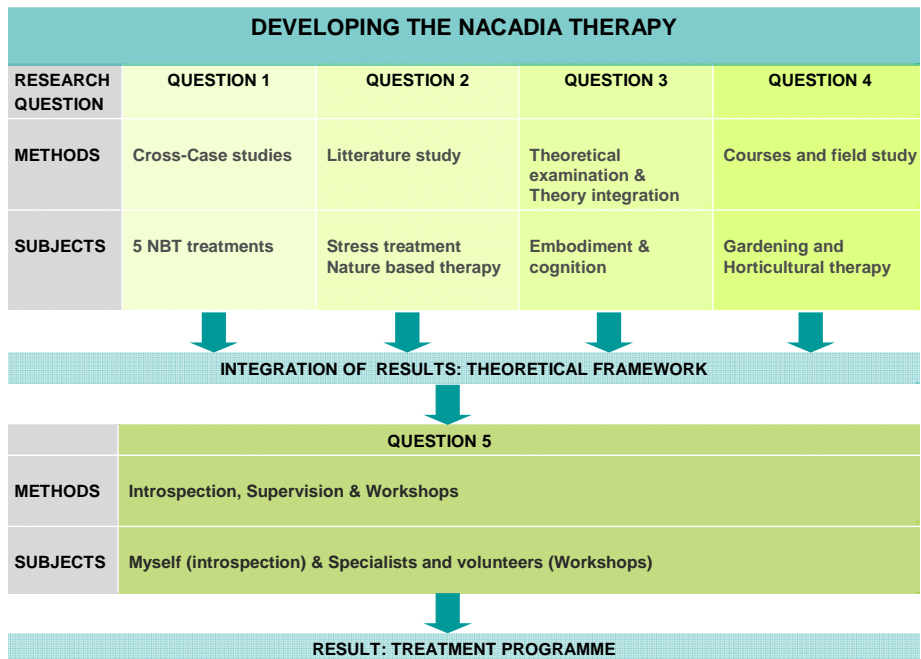 DEVELOPING THE NACADIA THERAPY
RESEARCH QUESTION
QUESTION 1
QUESTION 2
QUESTION 3
QUESTION 4
METHODS
Cross-Case studies
Litterature study
Theoretical
examination &
Theory integration
Courses and field study
SUBJECTS
5 NBT treatments
Stress treatment
Nature based therapy
Embodiment &
cognition
Gardening and
Horticultural therapy
INTEGRATION OF RESULTS: THEORETICAL FRAMEWORK
QUESTION 5
METHODS
Introspection, Supervision & Workshops
SUBJECTS
Myself (introspection) & Specialists and volunteers (Workshops)
RESULT: TREATMENT PROGRAMME